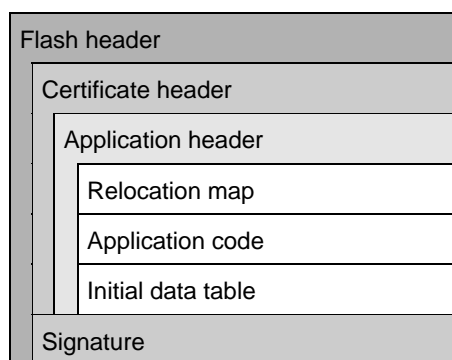 Flash header
Certificate header
Application header
Relocation map
Application code
Initial data table
Signature